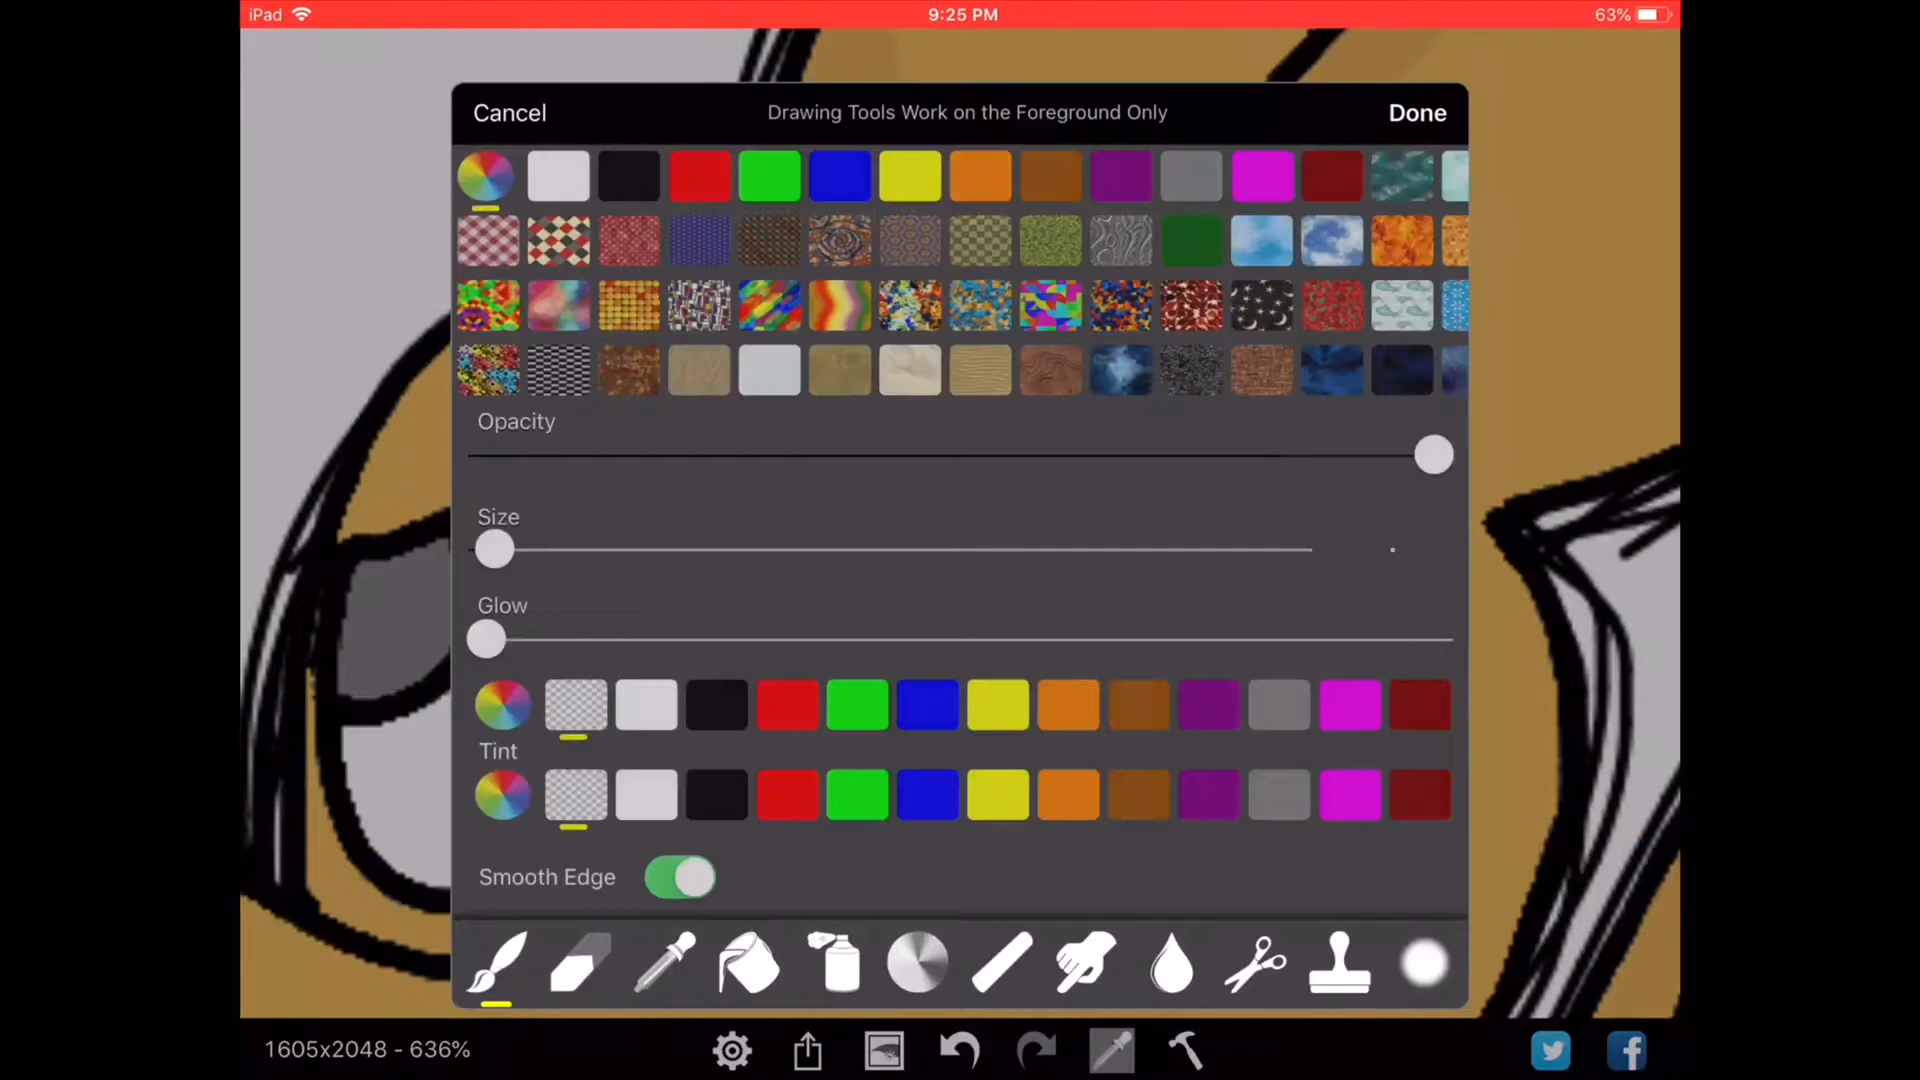 iPad
9:25 PM
63%
Cancel
Drawing Tools Work on the Foreground Only
Done
Opacity
Size
Glow
Tint
Smooth Edge
1605x2048 - 636%